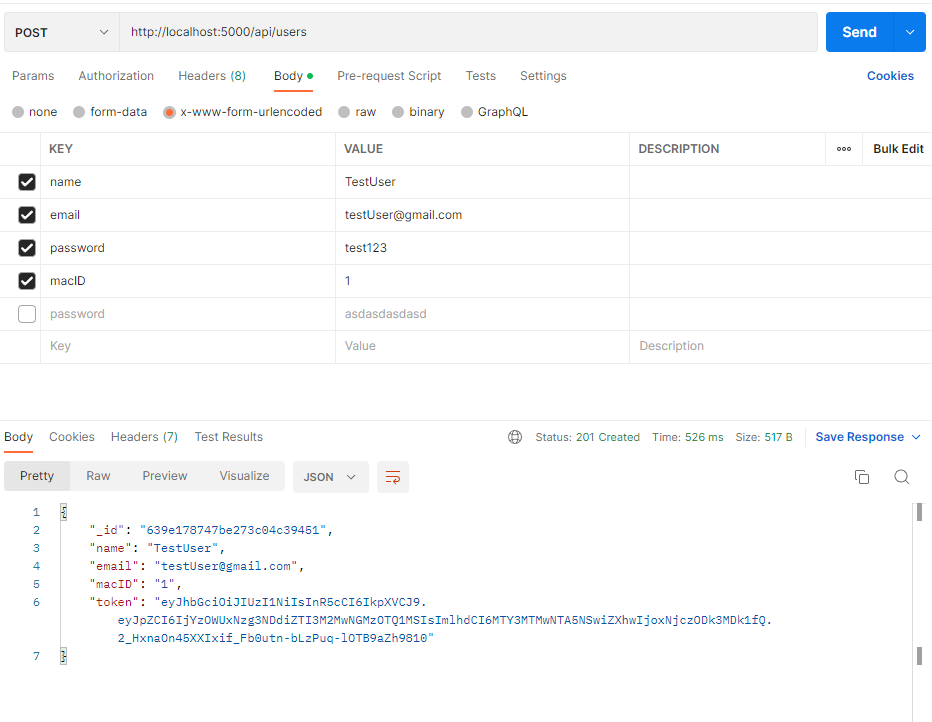 POST http://localhost:5000/api/users Send
Params Authorization Headers (8) Body Pre-request Script Tests Settings Cookies
none form-data x-www-form-urlencoded raw binary GraphQL
KEY VALUE DESCRIPTION ooo Bulk Edit
name TestUser
email testUser@gmail.com
password test123
macID 1
password asdasdasdasd
Key Value Description
Body Cookies Headers (7) Test Results Status: 201 Created Time: 526 ms Size: 517 B Save Response
Pretty Raw Preview Visualize JSON
1 {
2 "_id": "639e178747be273c04c39451",
3 "name": "TestUser",
4 "email": "testUser@gmail.com",
5 "macID": "1",
6 "token": "eyJhbGciOiJIUzI1NiIsInR5cCI6IkpXVCJ9.
eyJpZCI6IjYzOWUxNzg3NDdiZTI3M2MwNGMzOTQ1MSIsImlhdCI6MTY3MTMwNTA5NSwiZXhwIjoxNjczODk3MDk1fQ.
2_HxnaOn45XXIxif_Fb0utn-bLzPuq-lOTB9aZh9810"
7 }